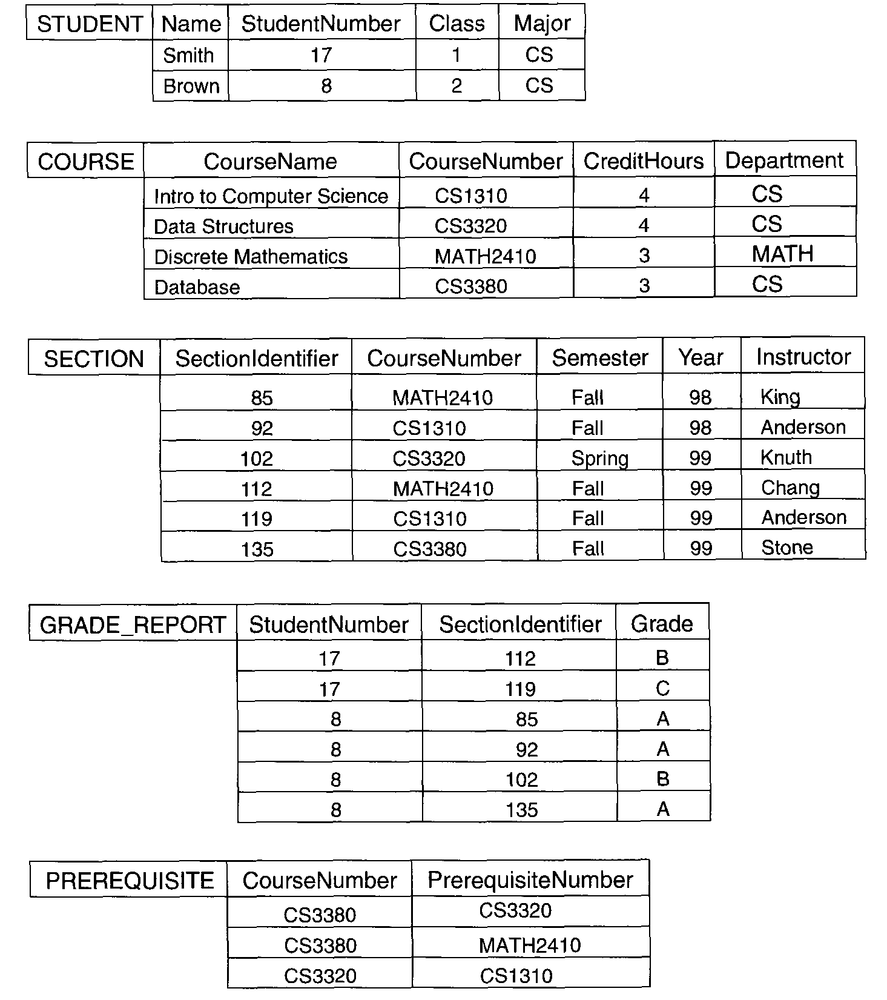 STUDENT Name StudentNumber Class Major
Smith 17 1 CS
Brown 8 2 CS
COURSE CourseName CourseNumber CreditHours Department
Intro to Computer Science CS1310 4 CS
Data Structures CS3320 4 CS
Discrete Mathematics MATH2410 3 MATH
Database CS3380 3 CS
SECTION SectionIdentifier CourseNumber Semester Year Instructor
85 MATH2410 Fall 98 King
92 CS1310 Fall 98 Anderson
102 CS3320 Spring 99 Knuth
112 MATH2410 Fall 99 Chang
119 CS1310 Fall 99 Anderson
135 CS3380 Fall 99 Stone
GRADE_REPORT StudentNumber SectionIdentifier Grade
17 112 B
17 119 C
8 85 A
8 92 A
8 102 B
8 135 A
PREREQUISITE CourseNumber PrerequisiteNumber
CS3380 CS3320
CS3380 MATH2410
CS3320 CS1310